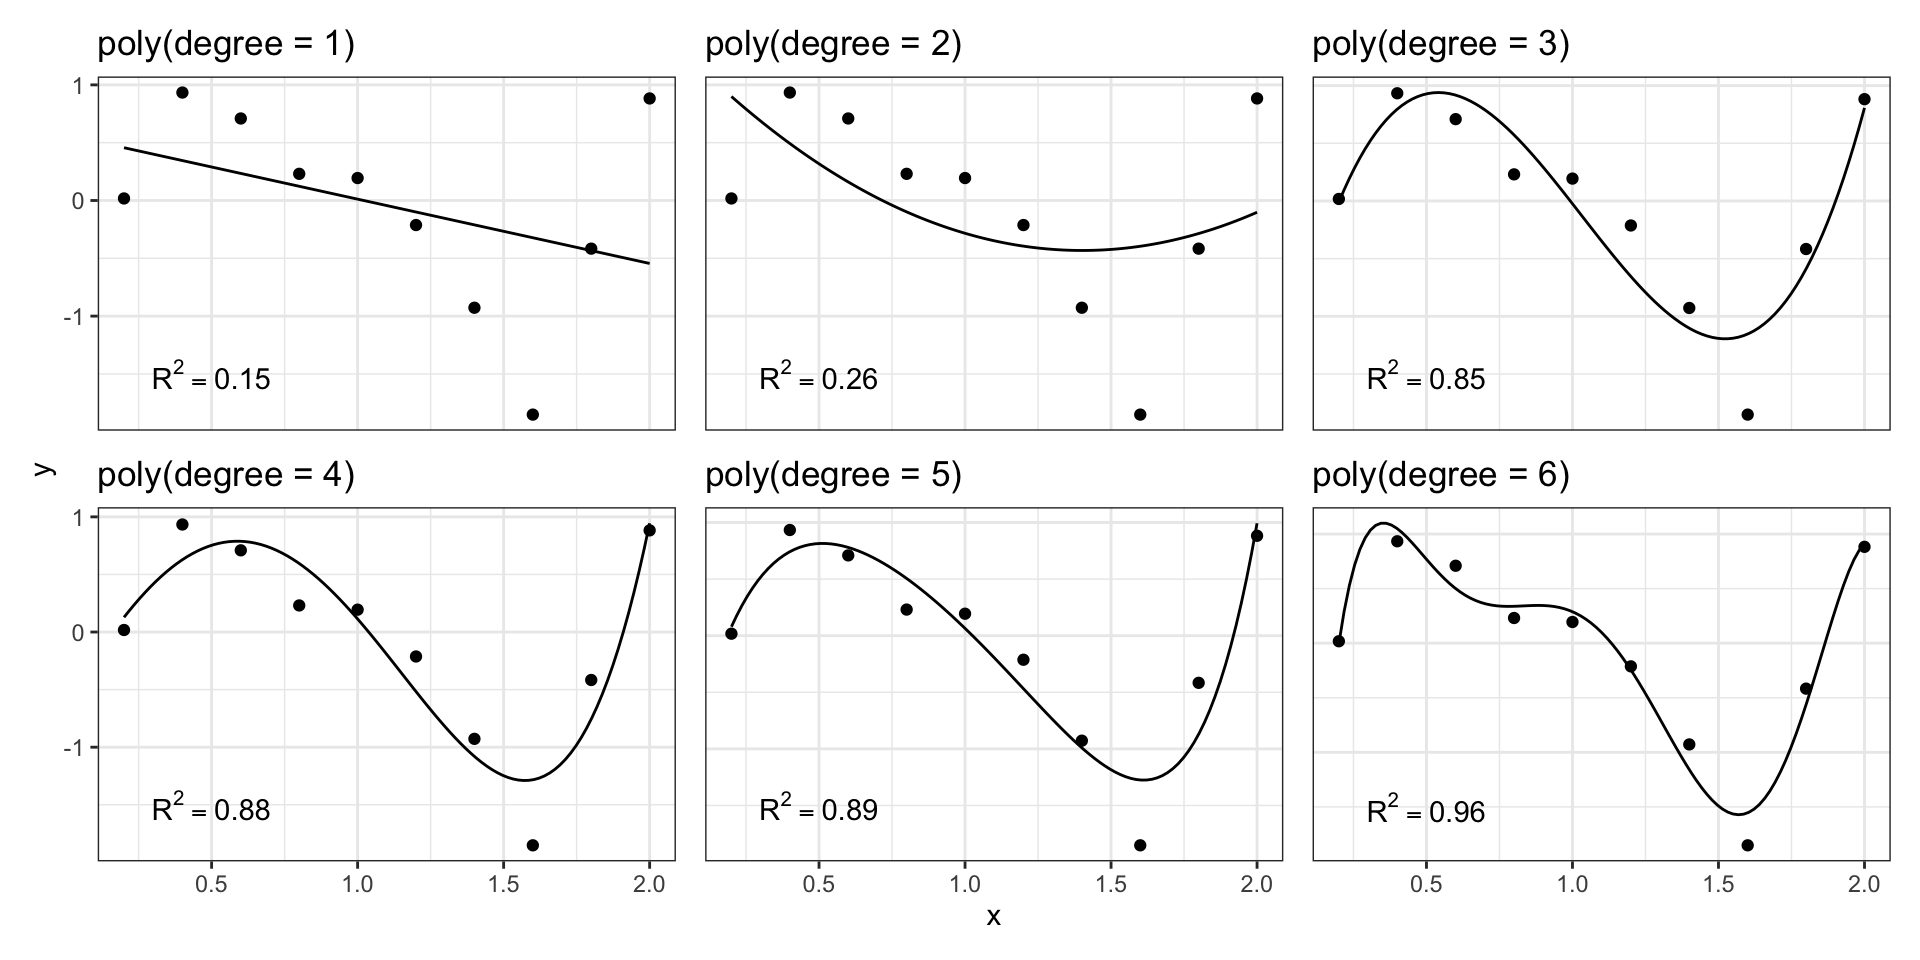 poly(degree = 1)
poly(degree = 2)
poly(degree = 3)
1
0
-1
R² = 0.15
R² = 0.26
R² = 0.85
y
poly(degree = 4)
poly(degree = 5)
poly(degree = 6)
1
0
-1
R² = 0.88
R² = 0.89
R² = 0.96
0.5 1.0 1.5 2.0
0.5 1.0 1.5 2.0
0.5 1.0 1.5 2.0
x